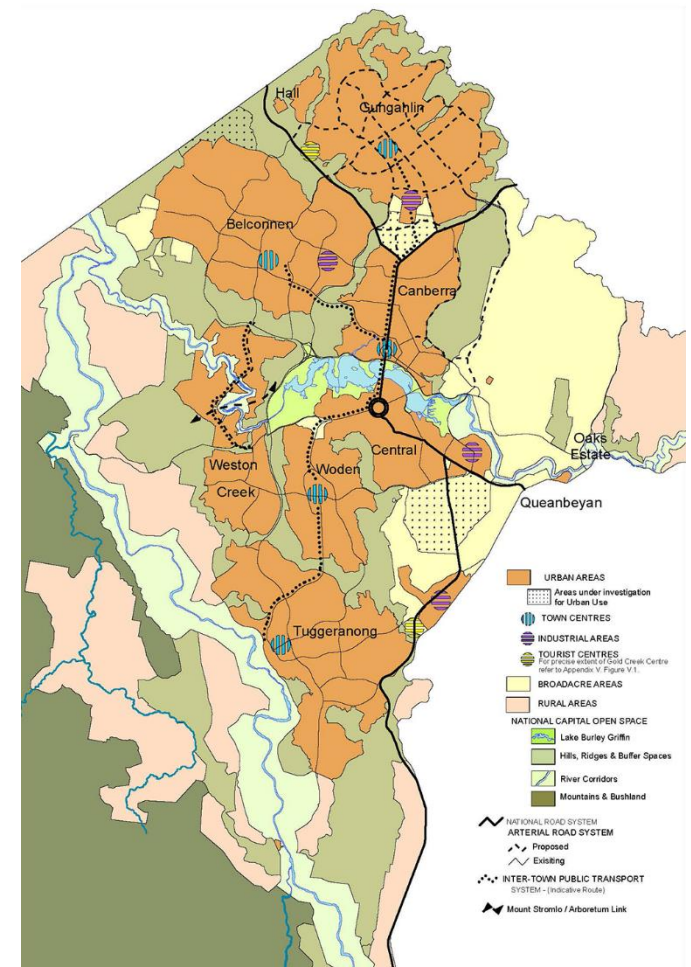 Hall
Gungahlin
Belconnen
Canberra
Oaks
Estate
Weston
Creek
Woden
Central
Queanbeyan
Tuggeranong
URBAN AREAS
Areas under investigation
for Urban Use
TOWN CENTRES
INDUSTRIAL AREAS
TOURIST CENTRES
For precise extent of Gold Creek Centre
refer to Appendix V. Figure V.1.
BROADACRE AREAS
RURAL AREAS
NATIONAL CAPITAL OPEN SPACE
Lake Burley Griffin
Hills, Ridges & Buffer Spaces
River Corridors
Mountains & Bushland
NATIONAL ROAD SYSTEM
ARTERIAL ROAD SYSTEM
Proposed
Exisiting
INTER-TOWN PUBLIC TRANSPORT
SYSTEM - (Indicative Route)
Mount Stromlo / Arboretum Link